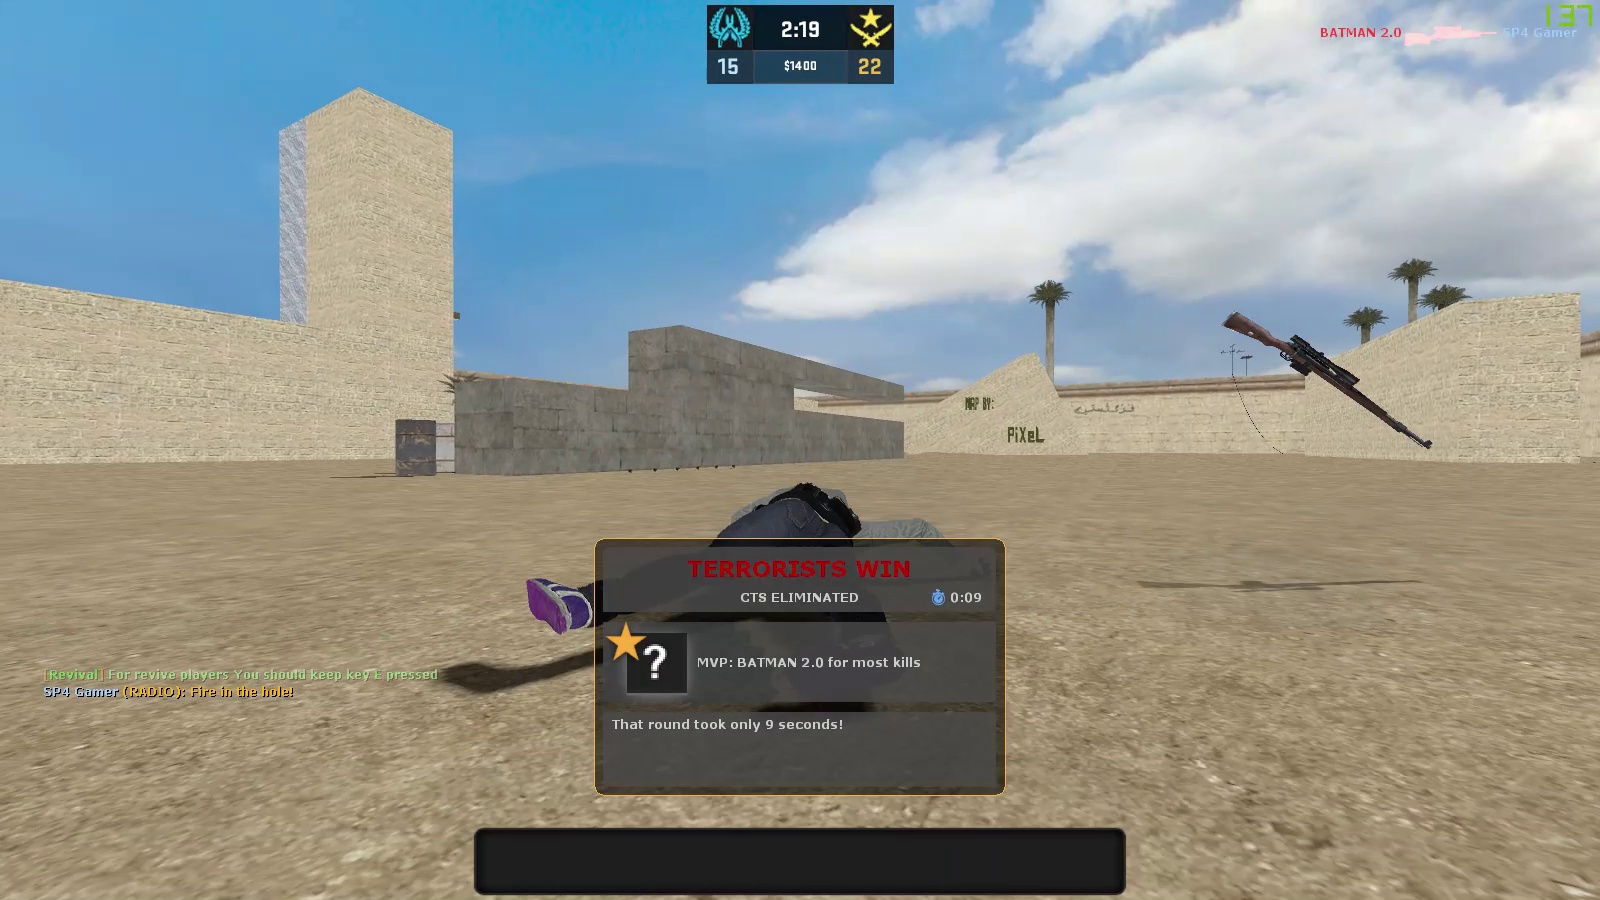 2:19
15
$1400
22
137
BATMAN 2.0
SP4 Gamer
MAP BY:
PiXeL
TERRORISTS WIN
CTS ELIMINATED
0:09
?
MVP: BATMAN 2.0 for most kills
That round took only 9 seconds!
[Revival] For revive players You should keep key E pressed
SP4 Gamer (RADIO): Fire in the hole!